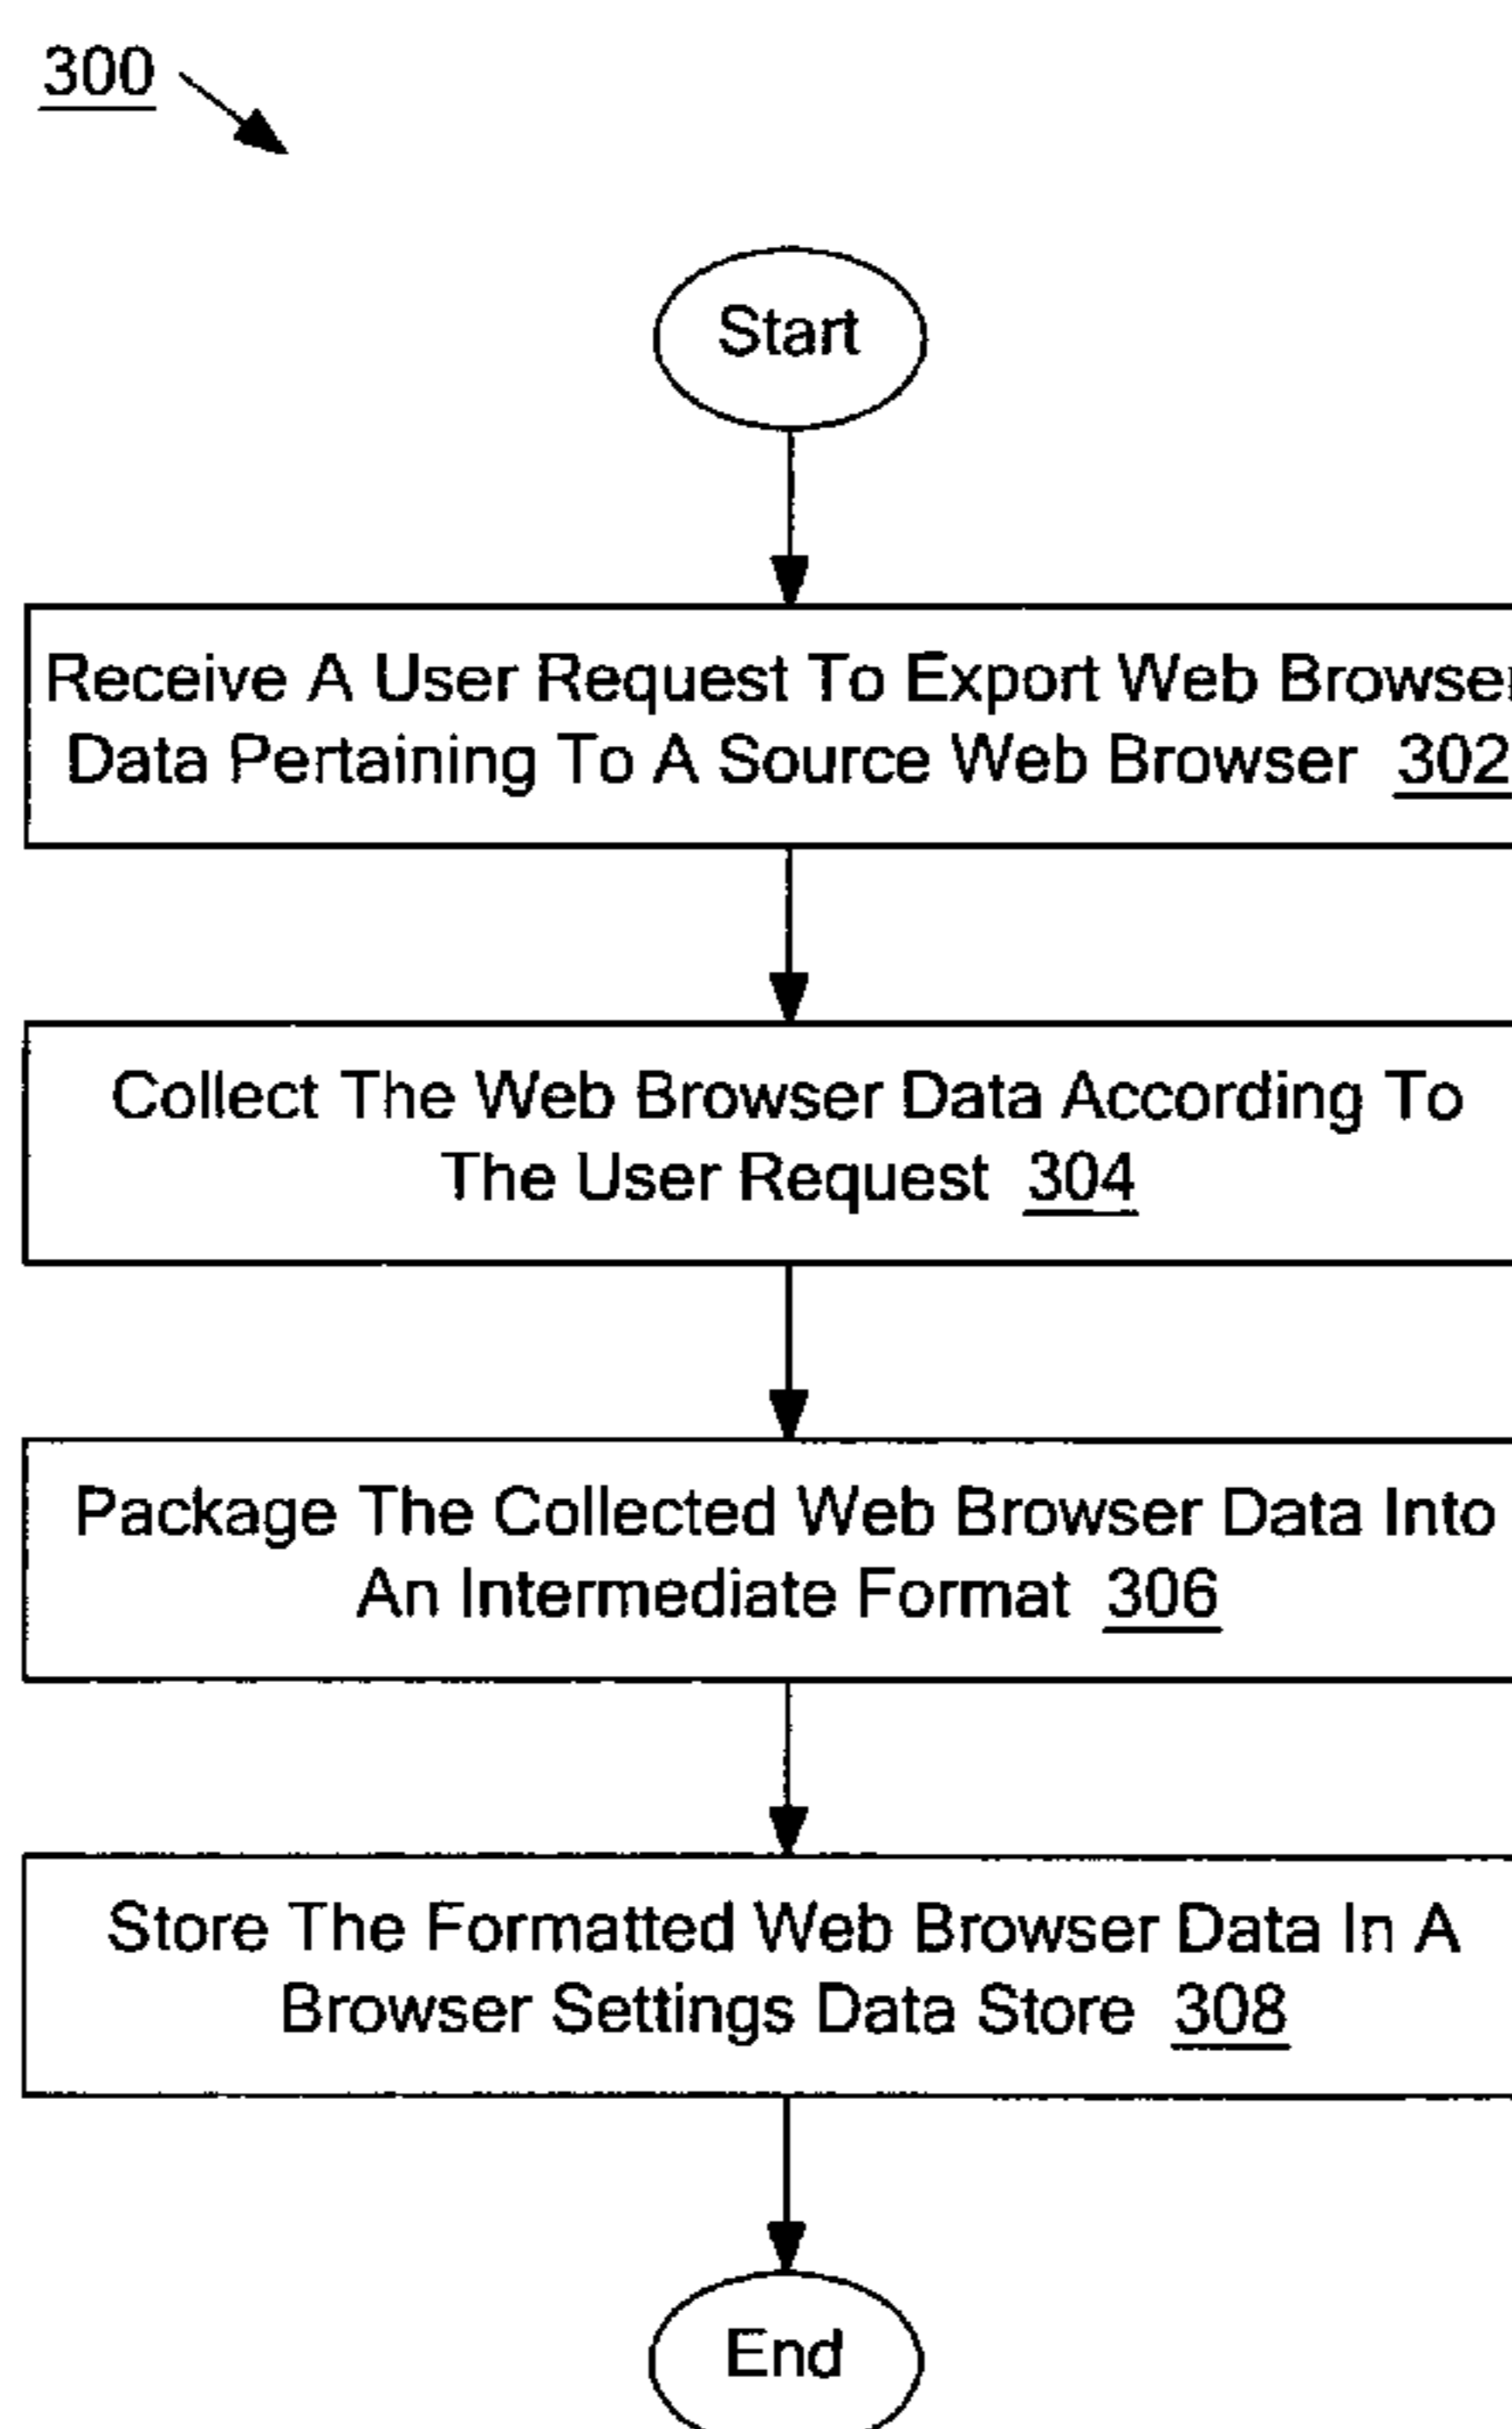 300
Start
Receive A User Request To Export Web Browser
Data Pertaining To A Source Web Browser 302
Collect The Web Browser Data According To
The User Request 304
Package The Collected Web Browser Data Into
An Intermediate Format 306
Store The Formatted Web Browser Data In A
Browser Settings Data Store 308
End